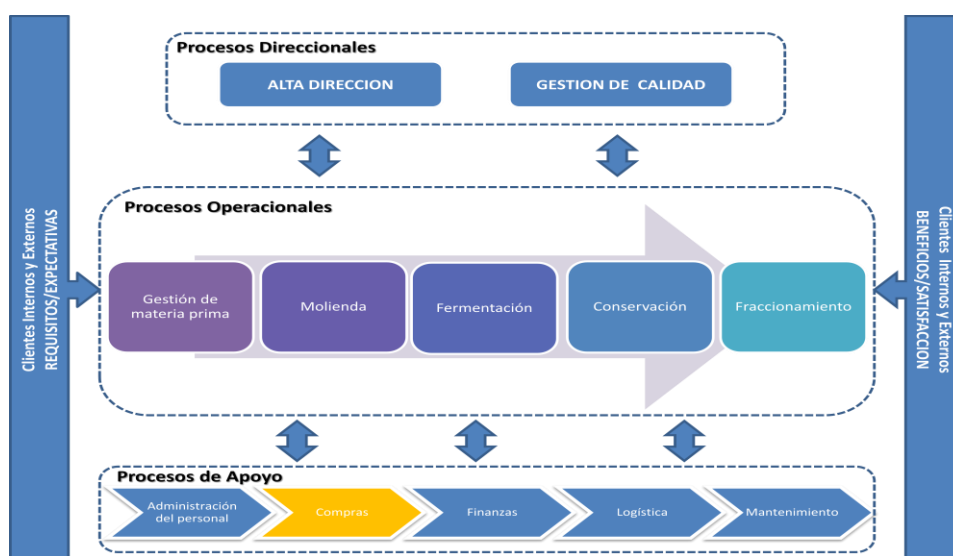 Procesos Direccionales
ALTA DIRECCION
GESTION DE CALIDAD
Clientes Internos y Externos
REQUISITOS/EXPECTATIVAS
Procesos Operacionales
Gestión de
materia prima
Molienda
Fermentación
Conservación
Fraccionamiento
Clientes Internos y Externos
BENEFICIOS/SATISFACCION
Procesos de Apoyo
Administración
del personal
Compras
Finanzas
Logística
Mantenimiento